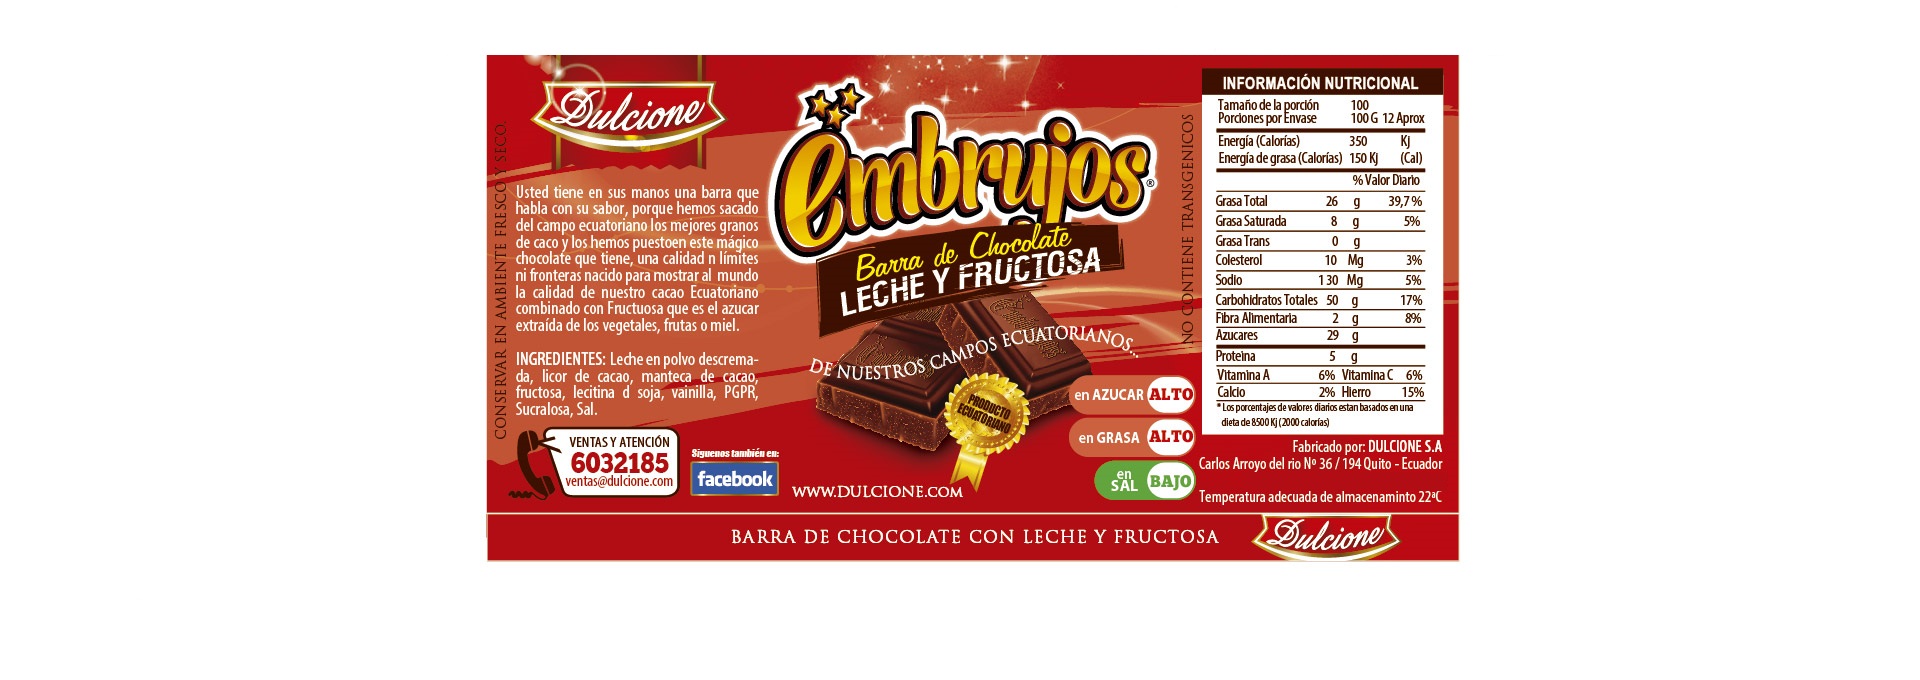 Dulcione
CONSERVAR EN AMBIENTE FRESCO Y SECO.
Usted tiene en sus manos una barra que
habla con su sabor, porque hemos sacado
del campo ecuatoriano los mejores granos
de caco y los hemos puestoen este mágico
chocolate que tiene, una calidad n límites
ni fronteras nacido para mostrar al mundo
la calidad de nuestro cacao Ecuatoriano
combinado con Fructuosa que es el azucar
extraída de los vegetales, frutas o miel.
INGREDIENTES: Leche en polvo descrema-
da, licor de cacao, manteca de cacao,
fructosa, lecitina d soja, vainilla, PGPR,
Sucralosa, Sal.
VENTAS Y ATENCIÓN
6032185
ventas@dulcione.com
Síguenos también en:
facebook
embrujos®
Barra de Chocolate
LECHE Y FRUCTOSA
DE NUESTROS CAMPOS ECUATORIANOS...
PRODUCTO
ECUATORIANO
WWW.DULCIONE.COM
en AZUCAR ALTO
en GRASA ALTO
en
SAL BAJO
NO CONTIENE TRANSGENICOS
INFORMACIÓN NUTRICIONAL
Tamaño de la porción 100
Porciones por Envase 100 G 12 Aprox
Energía (Calorías) 350 Kj
Energía de grasa (Calorías) 150 Kj (Cal)
% Valor Diario
Grasa Total 26 g 39,7 %
Grasa Saturada 8 g 5%
Grasa Trans 0 g
Colesterol 10 Mg 3%
Sodio 130 Mg 5%
Carbohidratos Totales 50 g 17%
Fibra Alimentaria 2 g 8%
Azucares 29 g
Proteina 5 g
Vitamina A 6% Vitamina C 6%
Calcio 2% Hierro 15%
* Los porcentajes de valores diarios estan basados en una
dieta de 8500 Kj (2000 calorías)
Fabricado por: DULCIONE S.A
Carlos Arroyo del rio Nº 36 / 194 Quito - Ecuador
Temperatura adecuada de almacenaminto 22ªC
BARRA DE CHOCOLATE CON LECHE Y FRUCTOSA
Dulcione